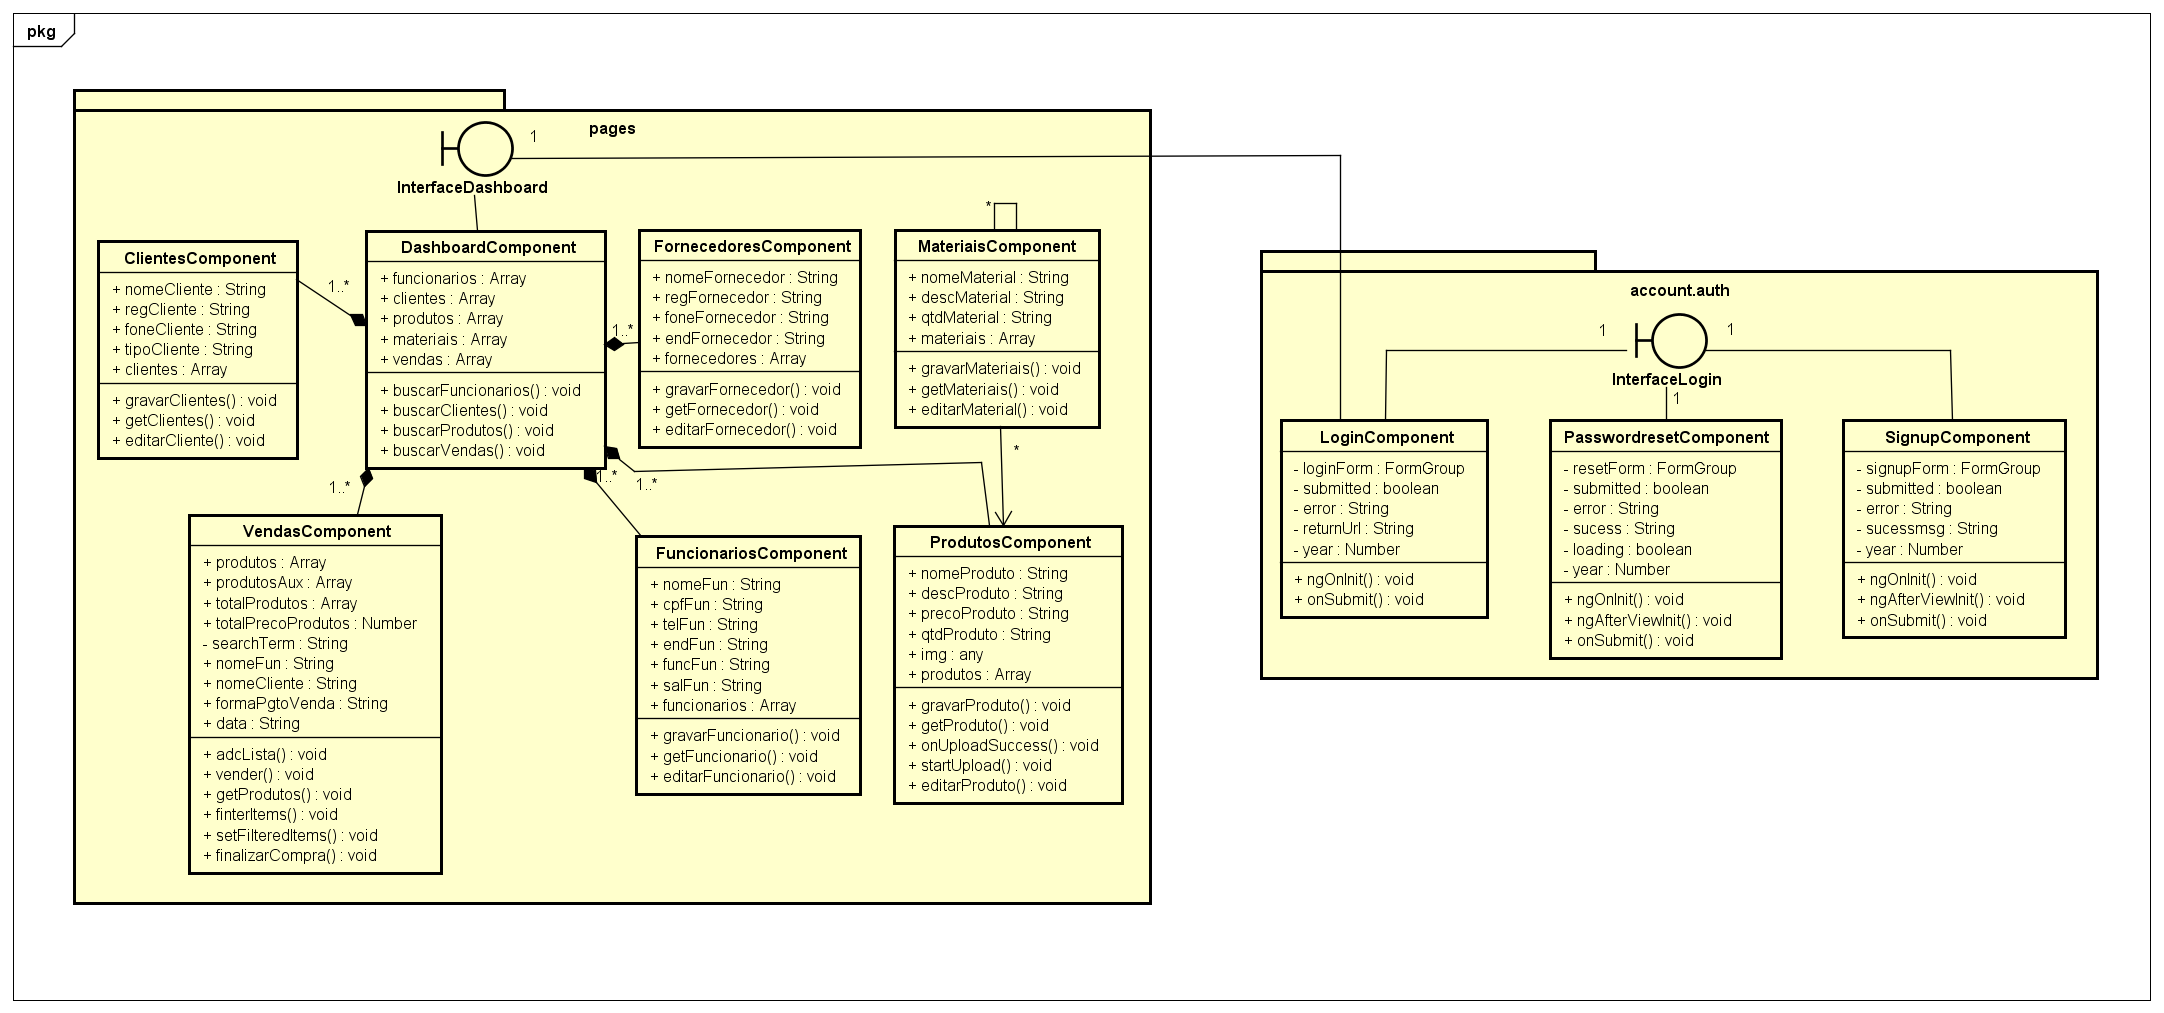 pkg
pages
1
InterfaceDashboard
ClientesComponent
+ nomeCliente : String
+ regCliente : String
+ foneCliente : String
+ tipoCliente : String
+ clientes : Array
+ gravarClientes() : void
+ getClientes() : void
+ editarCliente() : void
1..*
DashboardComponent
+ funcionarios : Array
+ clientes : Array
+ produtos : Array
+ materiais : Array
+ vendas : Array
+ buscarFuncionarios() : void
+ buscarClientes() : void
+ buscarProdutos() : void
+ buscarVendas() : void
1..*
FornecedoresComponent
+ nomeFornecedor : String
+ regFornecedor : String
+ foneFornecedor : String
+ endFornecedor : String
+ fornecedores : Array
+ gravarFornecedor() : void
+ getFornecedor() : void
+ editarFornecedor() : void
*
MateriaisComponent
+ nomeMaterial : String
+ descMaterial : String
+ qtdMaterial : String
+ materiais : Array
+ gravarMateriais() : void
+ getMateriais() : void
+ editarMaterial() : void
*
1..*
1..*
1..*
VendasComponent
+ produtos : Array
+ produtosAux : Array
+ totalProdutos : Array
+ totalPrecoProdutos : Number
- searchTerm : String
+ nomeFun : String
+ nomeCliente : String
+ formaPgtoVenda : String
+ data : String
+ adcLista() : void
+ vender() : void
+ getProdutos() : void
+ finterItems() : void
+ setFilteredItems() : void
+ finalizarCompra() : void
FuncionariosComponent
+ nomeFun : String
+ cpfFun : String
+ telFun : String
+ endFun : String
+ funcFun : String
+ salFun : String
+ funcionarios : Array
+ gravarFuncionario() : void
+ getFuncionario() : void
+ editarFuncionario() : void
ProdutosComponent
+ nomeProduto : String
+ descProduto : String
+ precoProduto : String
+ qtdProduto : String
+ img : any
+ produtos : Array
+ gravarProduto() : void
+ getProduto() : void
+ onUploadSuccess() : void
+ startUpload() : void
+ editarProduto() : void
account.auth
1
1
InterfaceLogin
1
LoginComponent
- loginForm : FormGroup
- submitted : boolean
- error : String
- returnUrl : String
- year : Number
+ ngOnInit() : void
+ onSubmit() : void
PasswordresetComponent
- resetForm : FormGroup
- submitted : boolean
- error : String
- sucess : String
- loading : boolean
- year : Number
+ ngOnInit() : void
+ ngAfterViewInit() : void
+ onSubmit() : void
SignupComponent
- signupForm : FormGroup
- submitted : boolean
- error : String
- sucessmsg : String
- year : Number
+ ngOnInit() : void
+ ngAfterViewInit() : void
+ onSubmit() : void